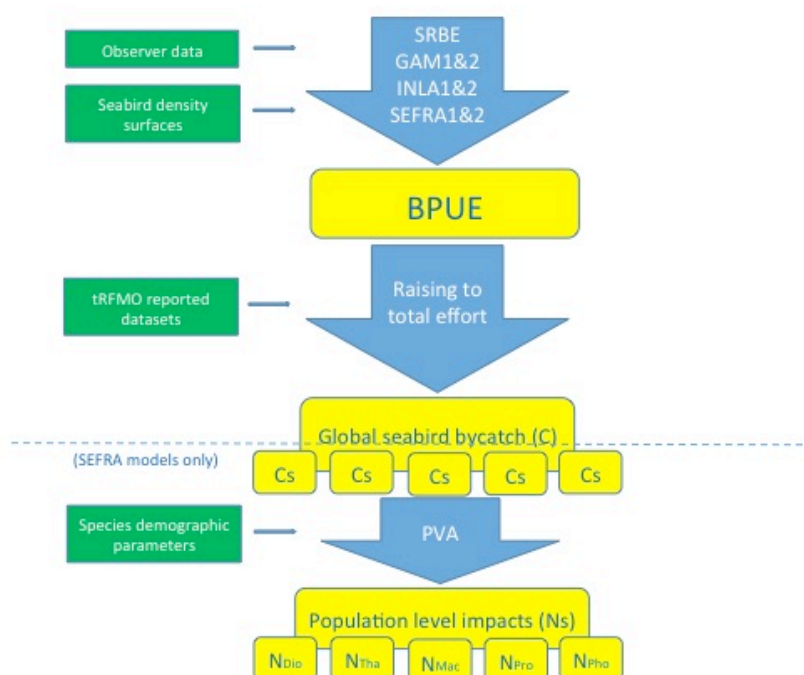 Observer data
SRBE
GAM1&2
INLA1&2
SEFRA1&2
Seabird density
surfaces
BPUE
tRFMO reported
datasets
Raising to
total effort
Global seabird bycatch (C)
(SEFRA models only)
Cs Cs Cs Cs Cs
Species demographic
parameters
PVA
Population level impacts (Ns)
NDio NTha NMac NPro NPho